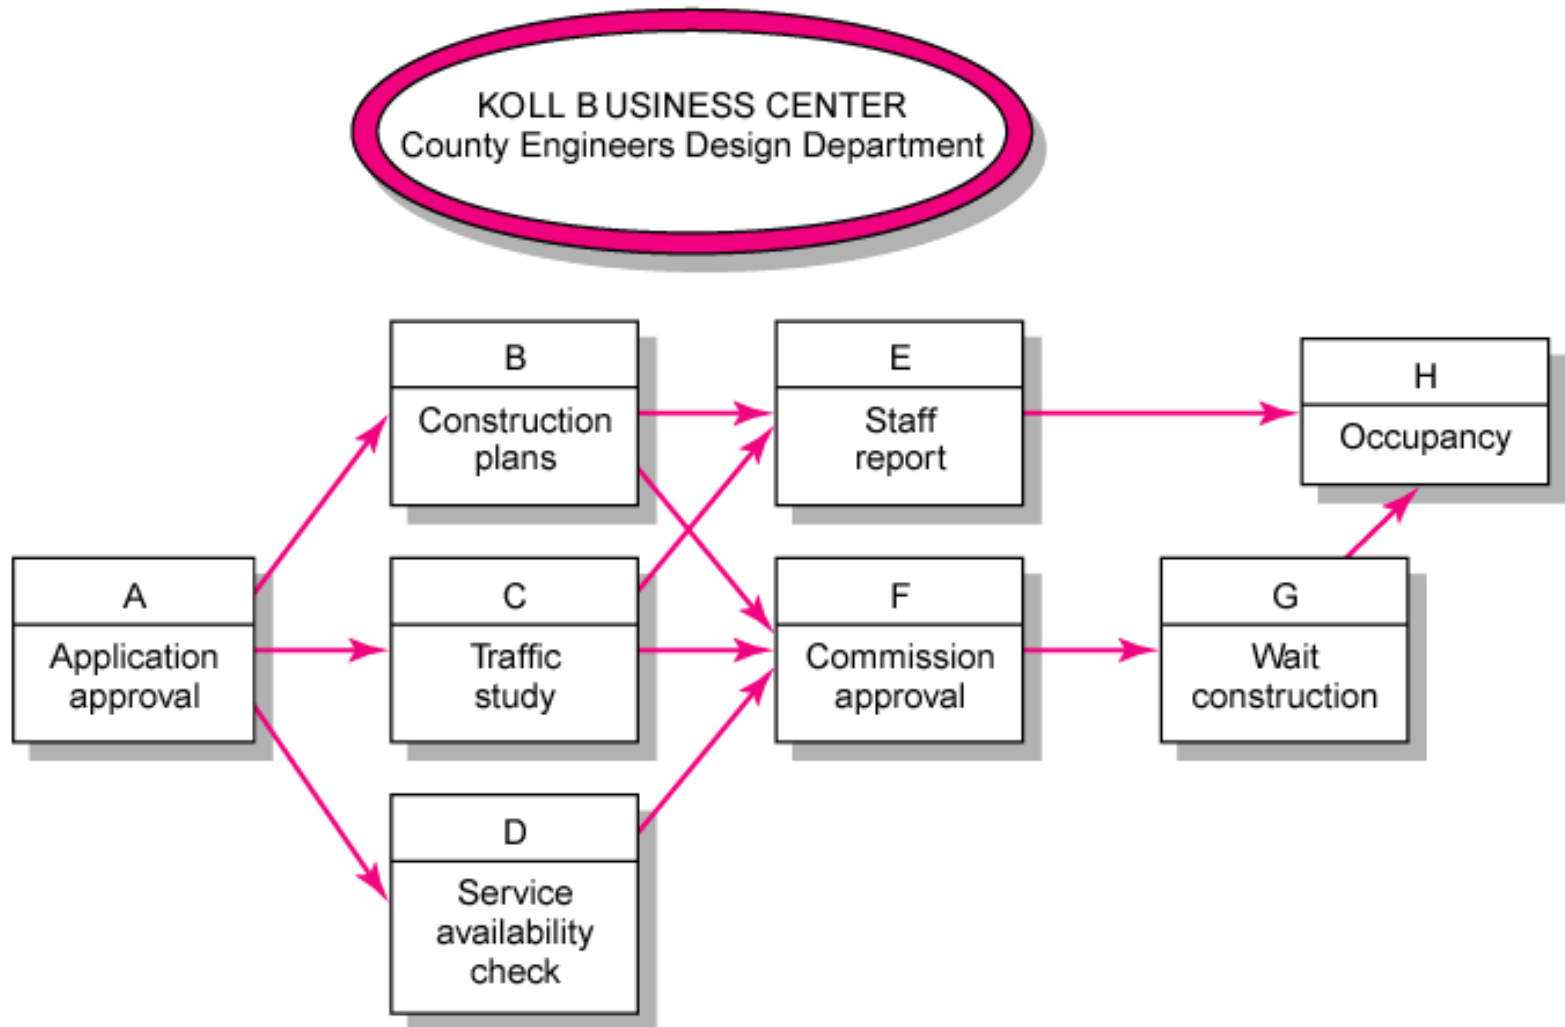 KOLL BUSINESS CENTER
County Engineers Design Department
B
Construction
plans
E
Staff
report
H
Occupancy
A
Application
approval
C
Traffic
study
F
Commission
approval
G
Wait
construction
D
Service
availability
check